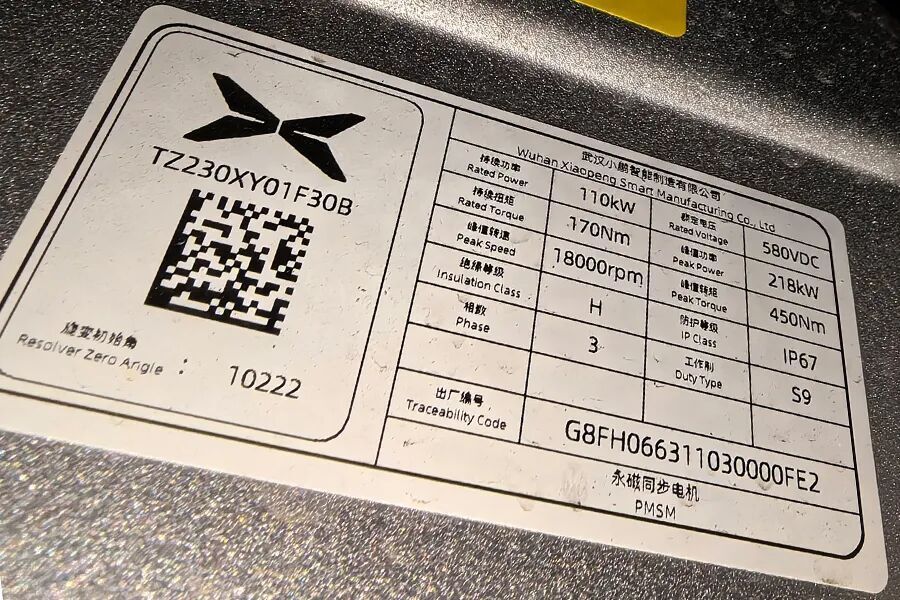 TZ230XY01F30B
旋变初始角
Resolver Zero Angle : 10222
武汉小鹏智能制造有限公司
Wuhan Xiaopeng Smart Manufacturing Co., Ltd
持续功率
Rated Power
110kW
额定电压
Rated Voltage
580VDC
持续扭矩
Rated Torque
170Nm
峰值功率
Peak Power
218kW
峰值转速
Peak Speed
18000rpm
峰值转矩
Peak Torque
450Nm
绝缘等级
Insulation Class
H
防护等级
IP Class
IP67
相数
Phase
3
工作制
Duty Type
S9
出厂编号
Traceability Code
G8FH066311030000FE2
永磁同步电机
PMSM